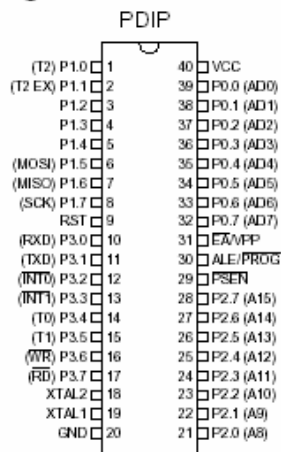 PDIP
(T2) P1.0 1 40 VCC
(T2 EX) P1.1 2 39 P0.0 (AD0)
P1.2 3 38 P0.1 (AD1)
P1.3 4 37 P0.2 (AD2)
P1.4 5 36 P0.3 (AD3)
(MOSI) P1.5 6 35 P0.4 (AD4)
(MISO) P1.6 7 34 P0.5 (AD5)
(SCK) P1.7 8 33 P0.6 (AD6)
RST 9 32 P0.7 (AD7)
(RXD) P3.0 10 31 E̅A̅/VPP
(TXD) P3.1 11 30 ALE/P̅R̅O̅G̅
(I̅N̅T̅0̅) P3.2 12 29 P̅S̅E̅N̅
(I̅N̅T̅1̅) P3.3 13 28 P2.7 (A15)
(T0) P3.4 14 27 P2.6 (A14)
(T1) P3.5 15 26 P2.5 (A13)
(W̅R̅) P3.6 16 25 P2.4 (A12)
(R̅D̅) P3.7 17 24 P2.3 (A11)
XTAL2 18 23 P2.2 (A10)
XTAL1 19 22 P2.1 (A9)
GND 20 21 P2.0 (A8)